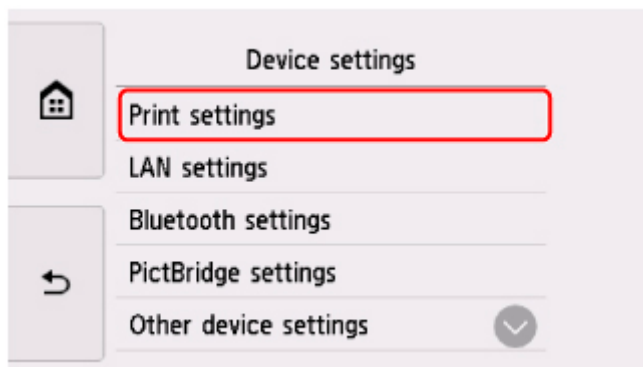 Device settings
Print settings
LAN settings
Bluetooth settings
PictBridge settings
Other device settings